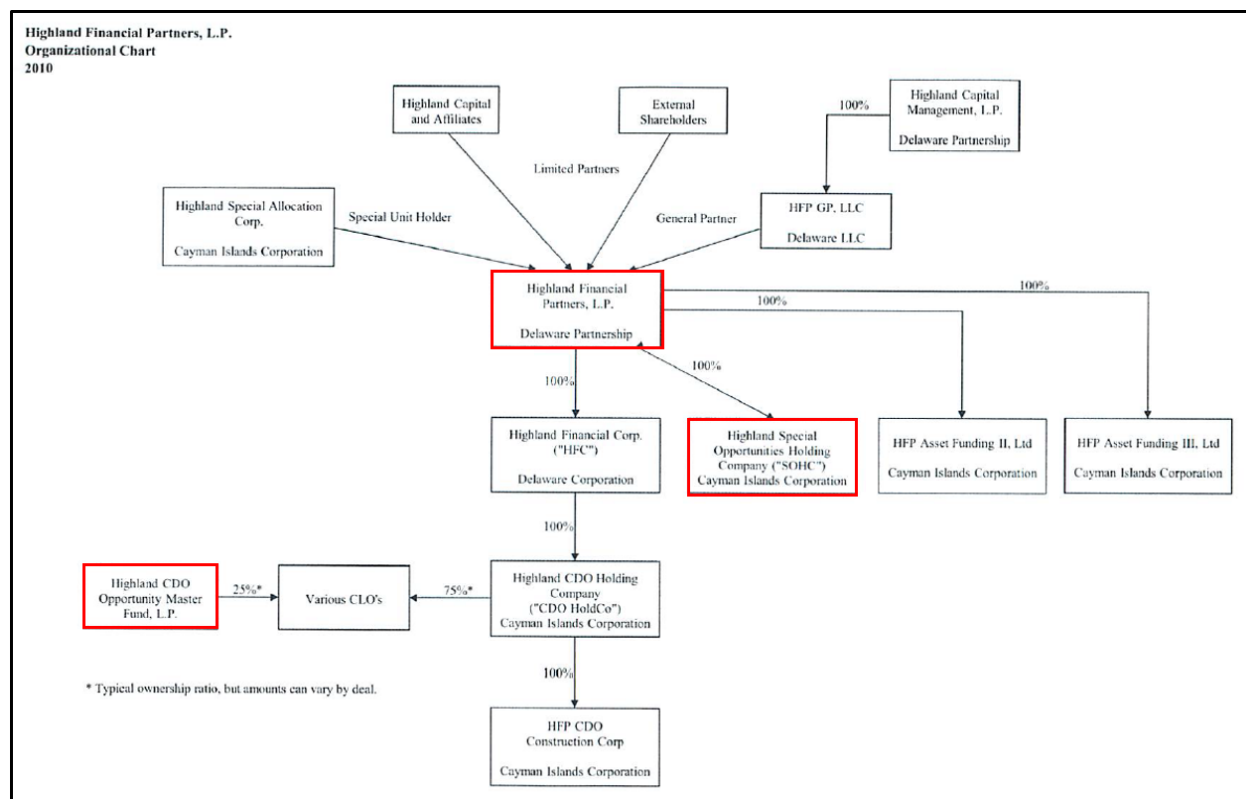 Highland Financial Partners, L.P.
Organizational Chart
2010
Highland Capital
and Affiliates
External
Shareholders
100%
Highland Capital
Management, L.P.
Delaware Partnership
Limited Partners
Highland Special Allocation
Corp.
Cayman Islands Corporation
Special Unit Holder
General Partner
HFP GP, LLC
Delaware LLC
Highland Financial
Partners, L.P.
Delaware Partnership
100%
100%
100%
100%
Highland Financial Corp.
("HFC")
Delaware Corporation
Highland Special
Opportunities Holding
Company ("SOHC")
Cayman Islands Corporation
HFP Asset Funding II, Ltd
Cayman Islands Corporation
HFP Asset Funding III, Ltd
Cayman Islands Corporation
100%
Highland CDO
Opportunity Master
Fund, L.P.
25%*
Various CLO's
75%*
Highland CDO Holding
Company
("CDO HoldCo")
Cayman Islands Corporation
100%
* Typical ownership ratio, but amounts can vary by deal.
HFP CDO
Construction Corp
Cayman Islands Corporation